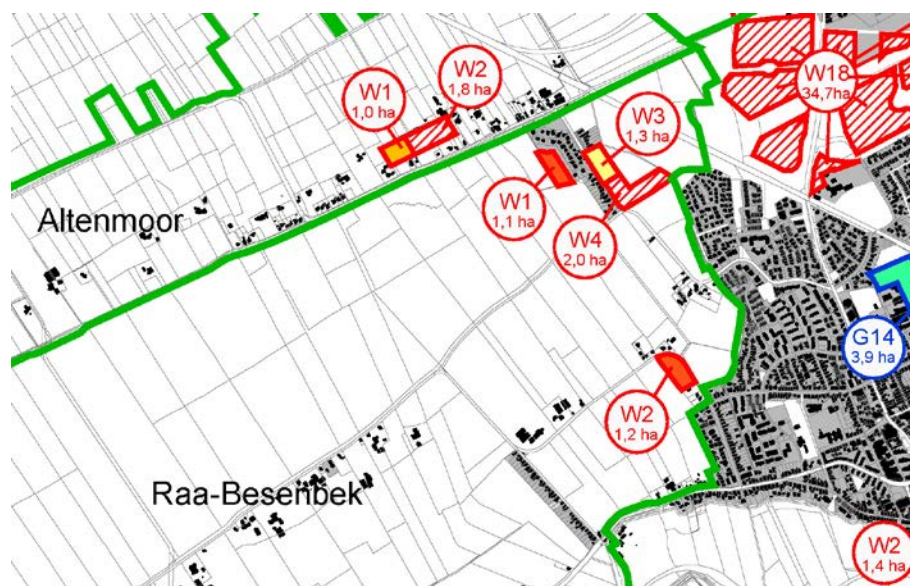 W1
1,0 ha
W2
1,8 ha
W3
1,3 ha
W18
34,7ha
W1
1,1 ha
W4
2,0 ha
Altenmoor
G14
3,9 ha
W2
1,2 ha
Raa-Besenbek
W2
1,4 ha